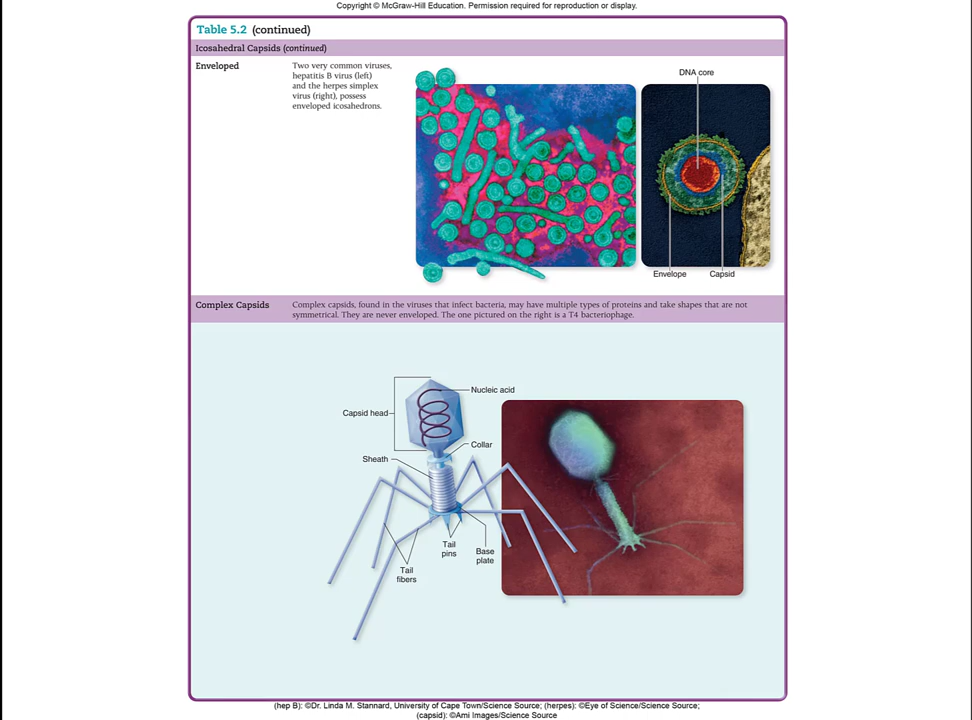 Copyright © McGraw-Hill Education. Permission required for reproduction or display.
Table 5.2 (continued)
Icosahedral Capsids (continued)
Enveloped
Two very common viruses,
hepatitis B virus (left)
and the herpes simplex
virus (right), possess
enveloped icosahedrons.
DNA core
Envelope
Capsid
Complex Capsids
Complex capsids, found in the viruses that infect bacteria, may have multiple types of proteins and take shapes that are not
symmetrical. They are never enveloped. The one pictured on the right is a T4 bacteriophage.
Nucleic acid
Capsid head
Collar
Sheath
Tail
pins
Base
plate
Tail
fibers
(hep B): ©Dr. Linda M. Stannard, University of Cape Town/Science Source; (herpes): ©Eye of Science/Science Source;
(capsid): ©Ami Images/Science Source